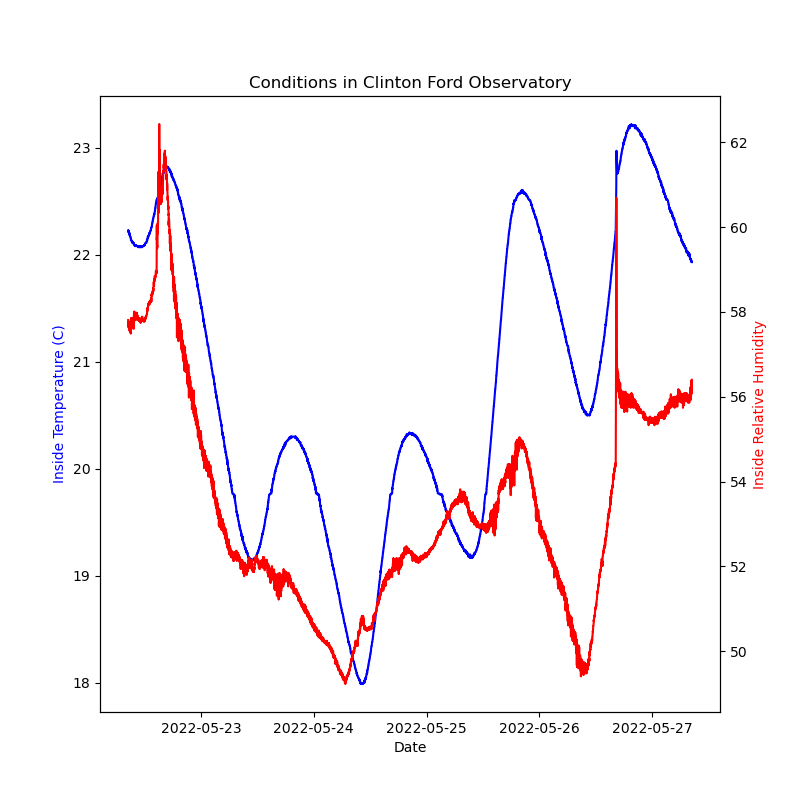 Conditions in Clinton Ford Observatory
Inside Temperature (C)
23
22
21
20
19
18
62
60
58
56
54
52
50
Inside Relative Humidity
2022-05-23 2022-05-24 2022-05-25 2022-05-26 2022-05-27
Date